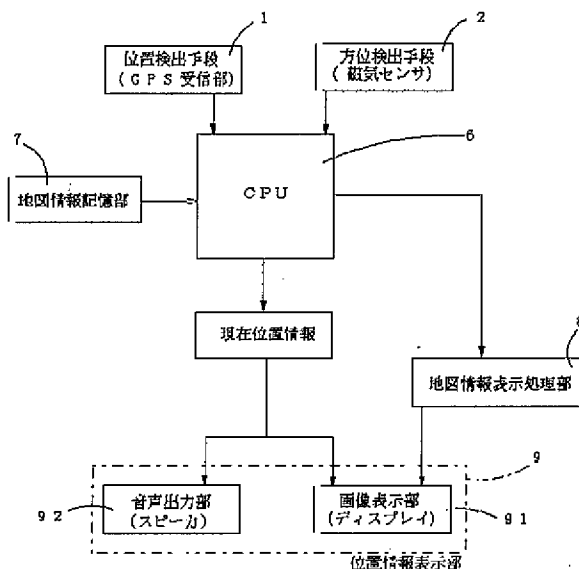 1
2
位置検出手段
(GPS受信部)
方位検出手段
(磁気センサ)
7
6
地図情報記憶部
CPU
現在位置情報
8
地図情報表示処理部
9
音声出力部
(スピーカ)
画像表示部
(ディスプレイ)
92
91
位置情報表示部